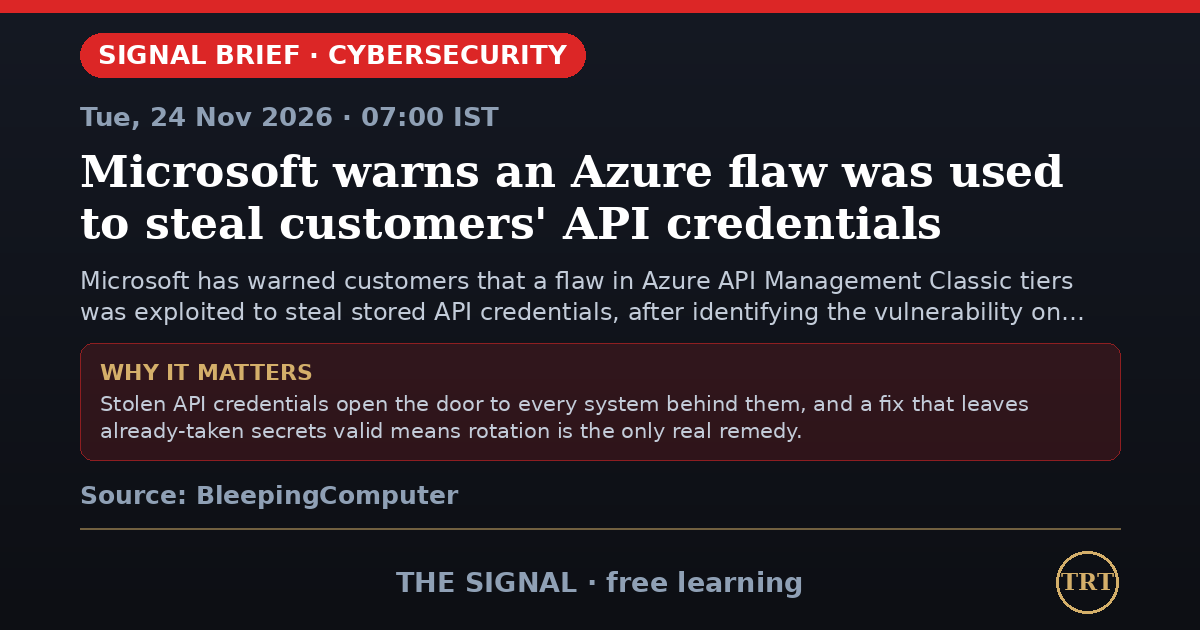 SIGNAL BRIEF · CYBERSECURITY
Tue, 24 Nov 2026 · 07:00 IST
Microsoft warns an Azure flaw was used
to steal customers' API credentials
Microsoft has warned customers that a flaw in Azure API Management Classic tiers
was exploited to steal stored API credentials, after identifying the vulnerability on…
WHY IT MATTERS
Stolen API credentials open the door to every system behind them, and a fix that leaves
already-taken secrets valid means rotation is the only real remedy.
Source: BleepingComputer
THE SIGNAL · free learning
TRT